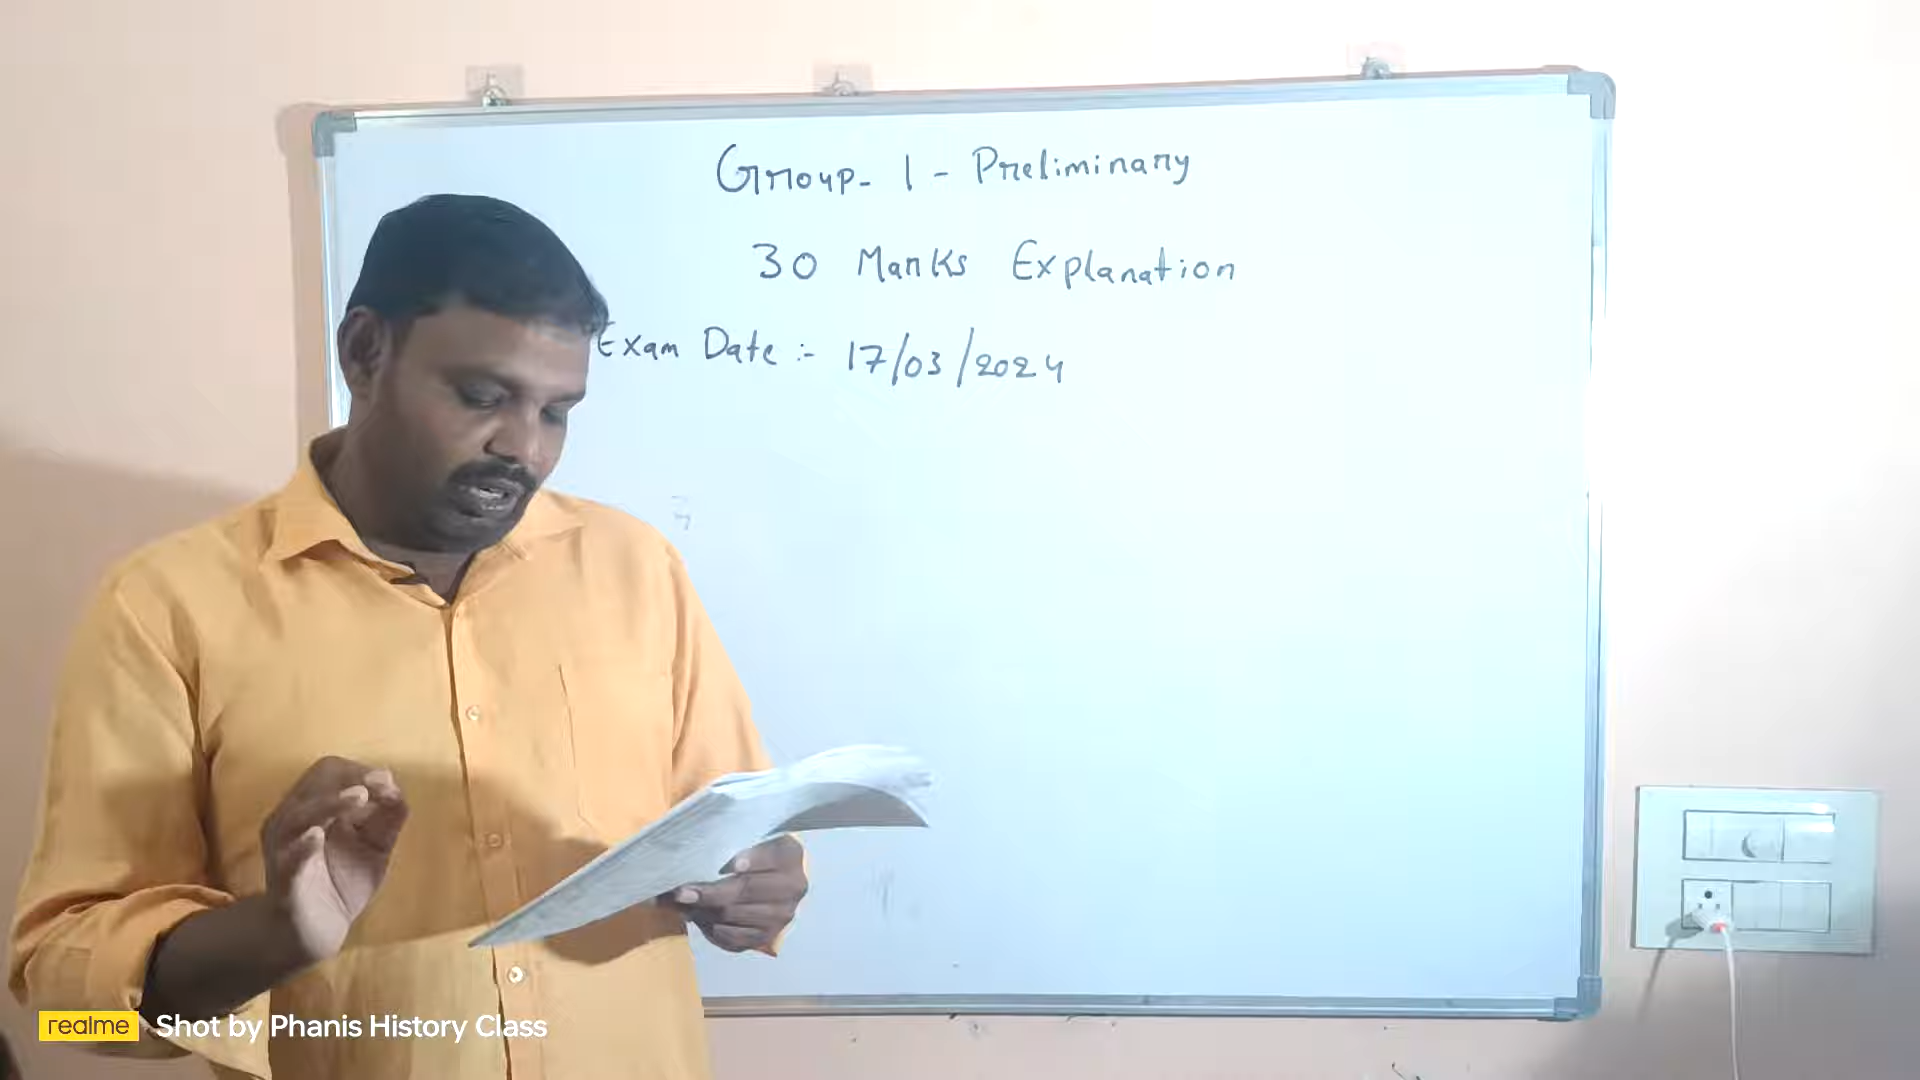 Group- 1 - Preliminary
30 Marks Explanation
Exam Date :- 17/03/2024
realme Shot by Phanis History Class